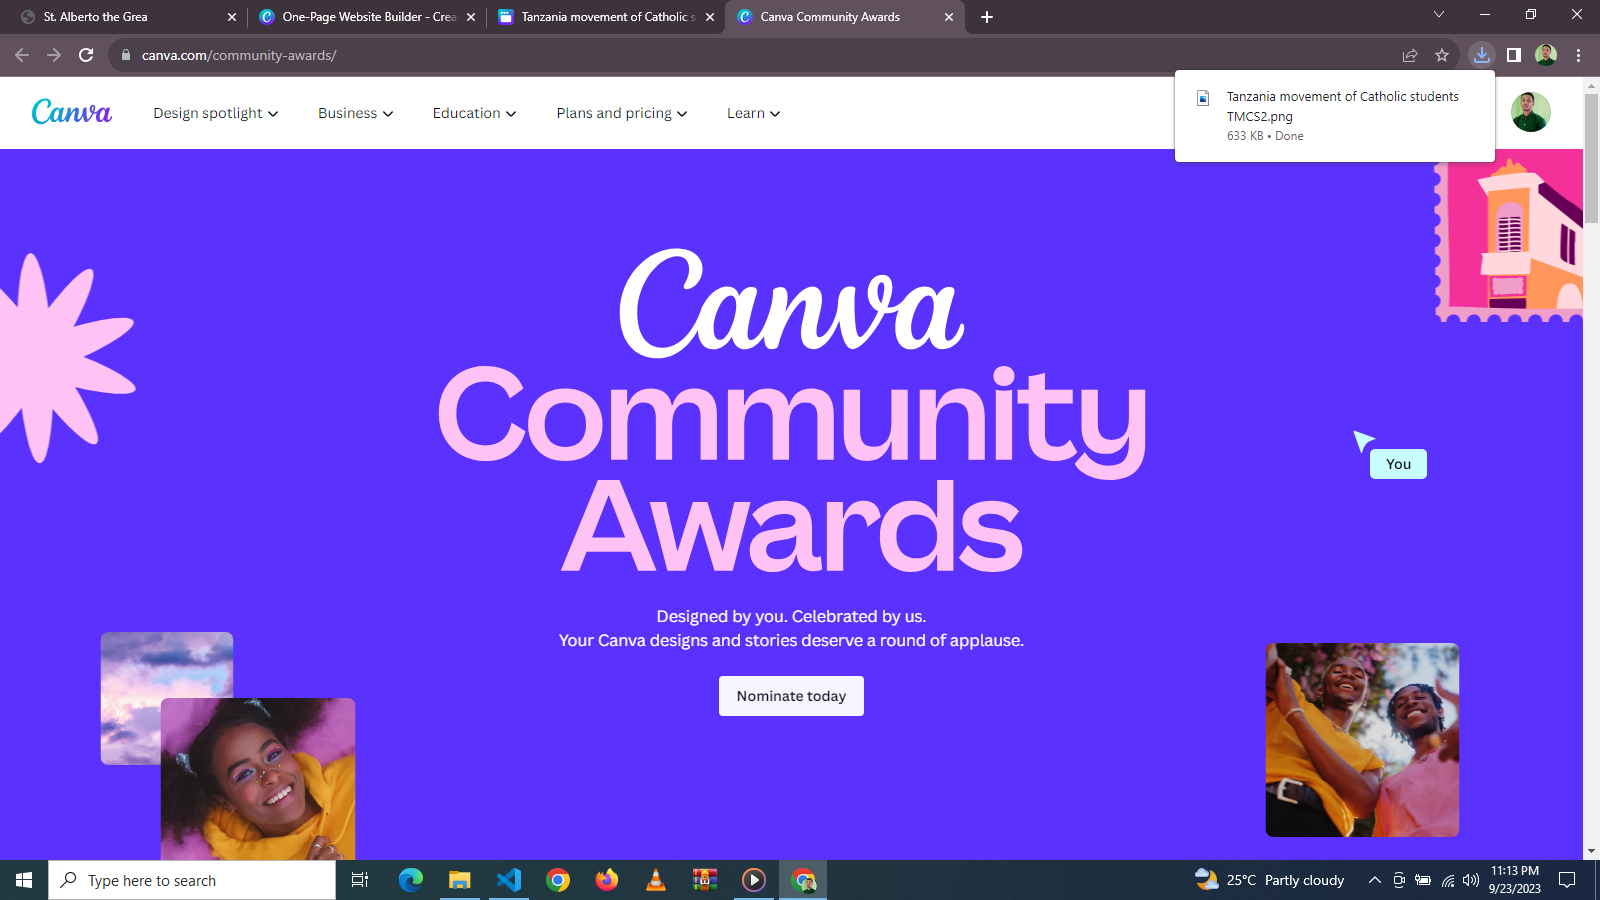 St. Alberto the Grea
One-Page Website Builder - Crea
Tanzania movement of Catholic s
Canva Community Awards
canva.com/community-awards/
Tanzania movement of Catholic students
TMCS2.png
633 KB • Done
Canva
Design spotlight
Business
Education
Plans and pricing
Learn
Canva
Community
Awards
You
Designed by you. Celebrated by us.
Your Canva designs and stories deserve a round of applause.
Nominate today
Type here to search
25°C Partly cloudy
11:13 PM
9/23/2023